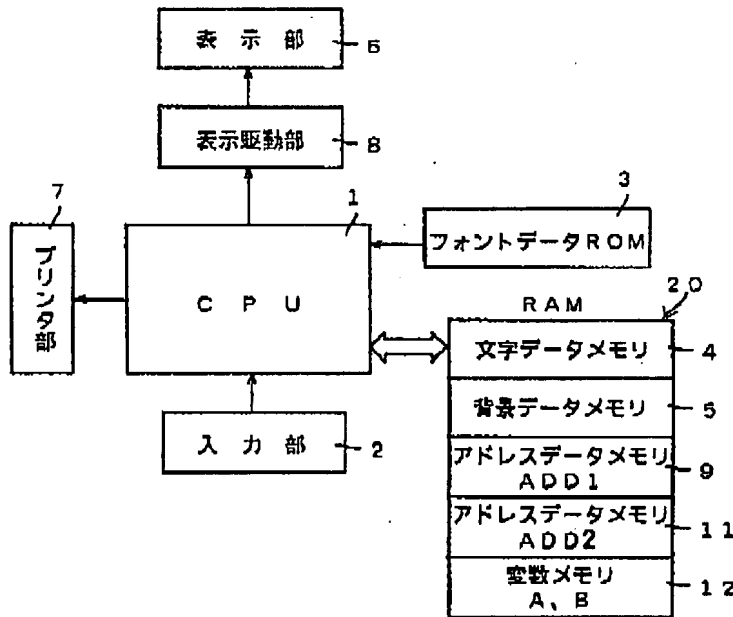 表示部
6
表示駆動部
8
7
プリンタ部
1
CPU
3
フォントデータROM
入力部
2
20
RAM
文字データメモリ
4
背景データメモリ
5
アドレスデータメモリ
ADD1
9
アドレスデータメモリ
ADD2
11
変数メモリ
A、B
12